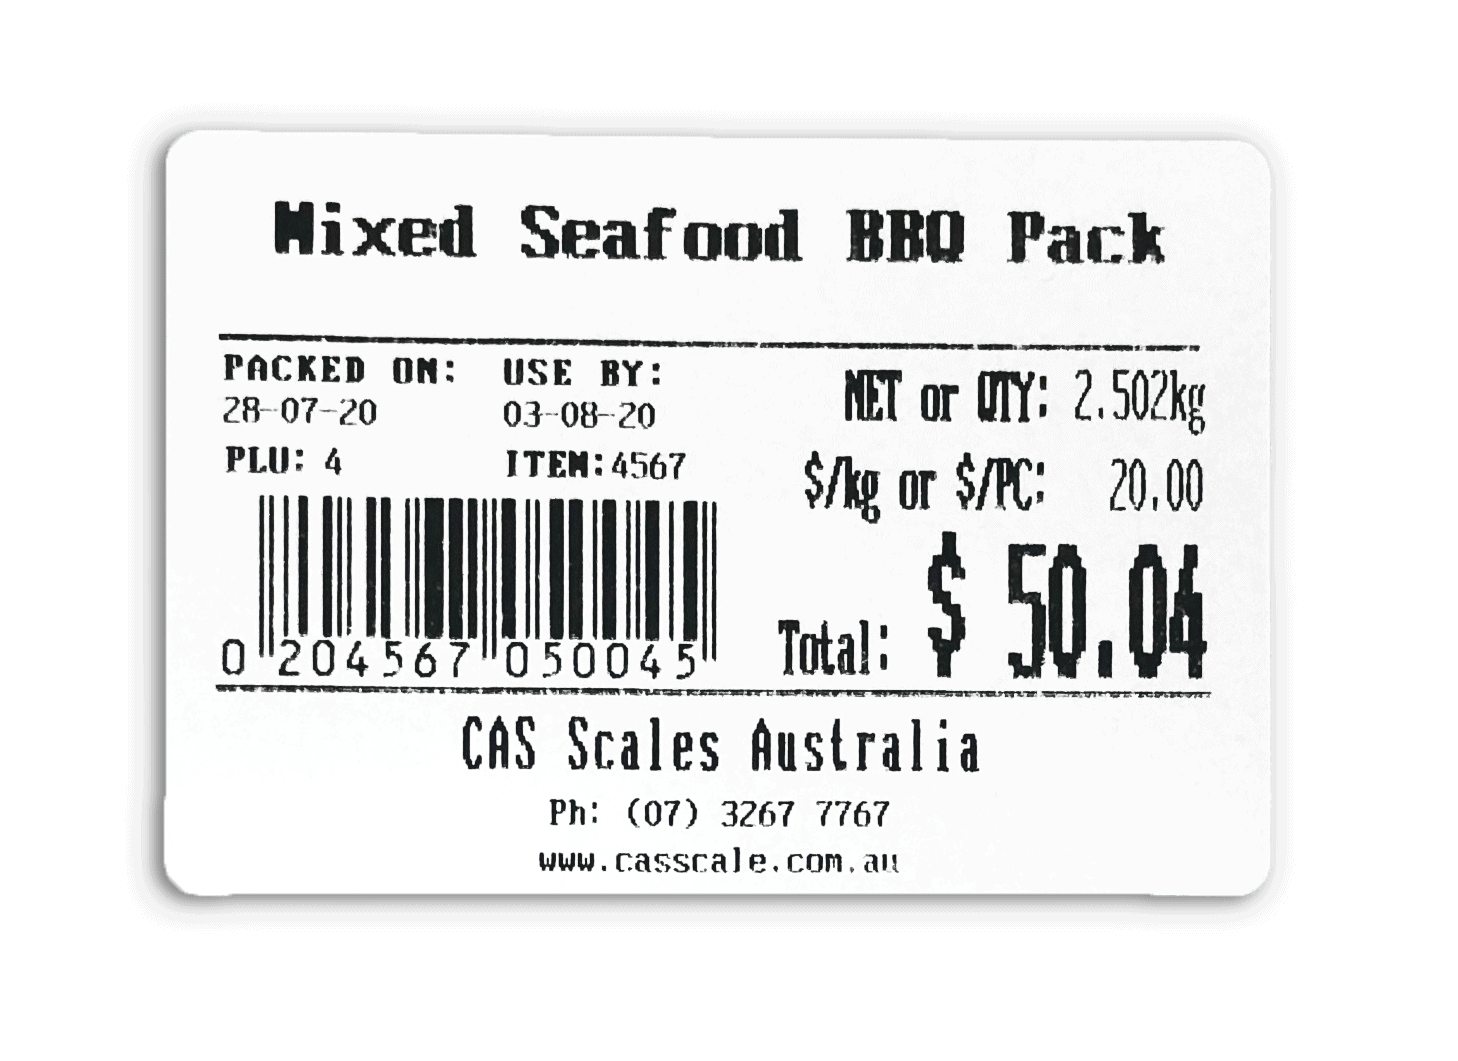 Mixed Seafood BBQ Pack
PACKED ON: USE BY:
28-07-20 03-08-20
PLU: 4 ITEM:4567
NET or QTY: 2.502kg
$/kg or $/PC: 20.00
Total: $ 50.04
0 204567 050045
CAS Scales Australia
Ph: (07) 3267 7767
www.casscale.com.au